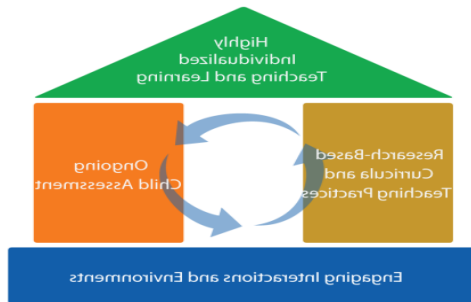 Highly
Individualized
Teaching and Learning
Ongoing
Child Assessment
Research-Based
Curricula and
Teaching Practices
Engaging Interactions and Environments